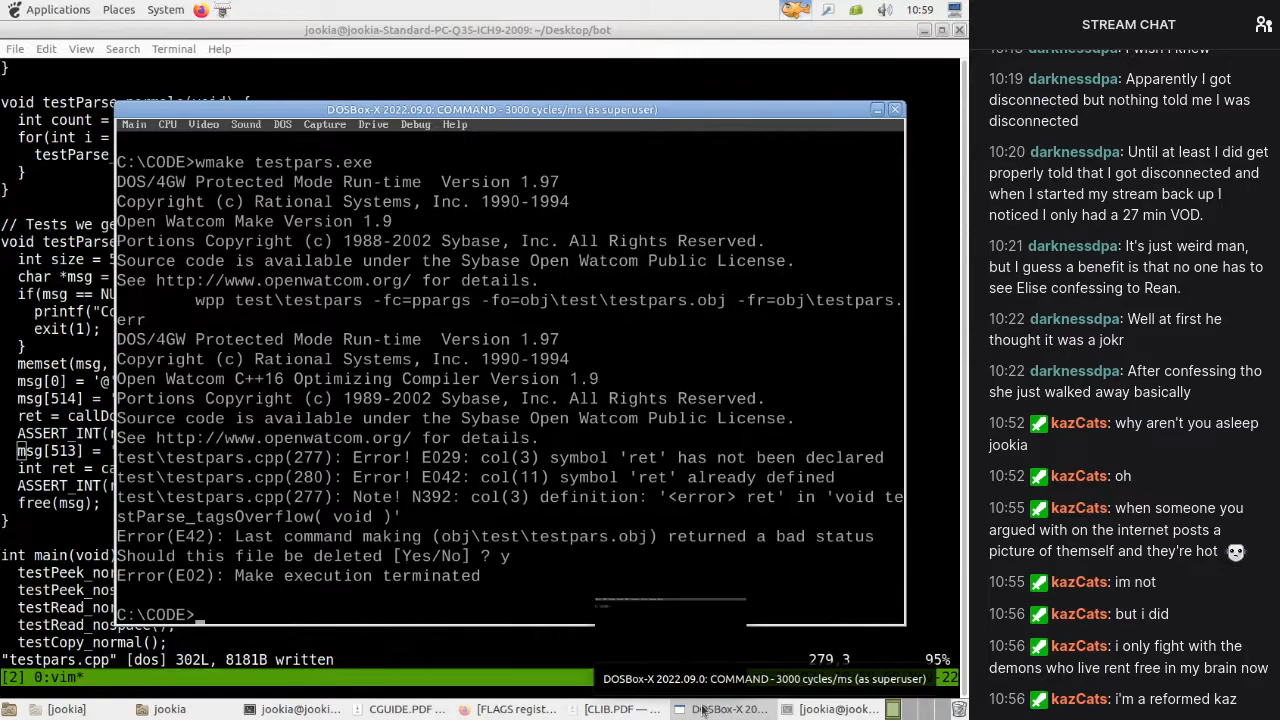 Applications Places System 10:59
jookia@jookia-Standard-PC-Q35-ICH9-2009: ~/Desktop/bot
File Edit View Search Terminal Help
}
void testParse_normals(void) {
int count =
for(int i =
testParse_
}
}
// Tests we ge
void testParse
int size = 5
char *msg =
if(msg == NU
printf("Co
exit(1);
}
memset(msg,
msg[0] = '@
msg[514] = '
ret = callDo
ASSERT_INT(r
msg[513] = '
int ret = ca
ASSERT_INT(r
free(msg);
}
int main(void)
testPeek_nor
testPeek_nos
testRead_nor
testRead_nospace();
testCopy_normal();
"testpars.cpp" [dos] 302L, 8181B written 279,3 95%
[2] 0:vim* -22
DOSBox-X 2022.09.0: COMMAND - 3000 cycles/ms (as superuser)
Main CPU Video Sound DOS Capture Drive Debug Help
C:\CODE>wmake testpars.exe
DOS/4GW Protected Mode Run-time Version 1.97
Copyright (c) Rational Systems, Inc. 1990-1994
Open Watcom Make Version 1.9
Portions Copyright (c) 1988-2002 Sybase, Inc. All Rights Reserved.
Source code is available under the Sybase Open Watcom Public License.
See http://www.openwatcom.org/ for details.
wpp test\testpars -fc=ppargs -fo=obj\test\testpars.obj -fr=obj\testpars.
err
DOS/4GW Protected Mode Run-time Version 1.97
Copyright (c) Rational Systems, Inc. 1990-1994
Open Watcom C++16 Optimizing Compiler Version 1.9
Portions Copyright (c) 1989-2002 Sybase, Inc. All Rights Reserved.
Source code is available under the Sybase Open Watcom Public License.
See http://www.openwatcom.org/ for details.
test\testpars.cpp(277): Error! E029: col(3) symbol 'ret' has not been declared
test\testpars.cpp(280): Error! E042: col(11) symbol 'ret' already defined
test\testpars.cpp(277): Note! N392: col(3) definition: '<error> ret' in 'void te
stParse_tagsOverflow( void )'
Error(E42): Last command making (obj\test\testpars.obj) returned a bad status
Should this file be deleted [Yes/No] ? y
Error(E02): Make execution terminated
C:\CODE>_
DOSBox-X 2022.09.0: COMMAND - 3000 cycles/ms (as superuser)
[jookia] jookia jookia@jooki... [CGUIDE.PDF ... [FLAGS regist... [CLIB.PDF — ... DOSBox-X 20... [jookia@jook...
STREAM CHAT
10:18 darknessdpa: I wish I knew
10:19 darknessdpa: Apparently I got
disconnected but nothing told me I was
disconnected
10:20 darknessdpa: Until at least I did get
properly told that I got disconnected and
when I started my stream back up I
noticed I only had a 27 min VOD.
10:21 darknessdpa: It's just weird man,
but I guess a benefit is that no one has to
see Elise confessing to Rean.
10:22 darknessdpa: Well at first he
thought it was a jokr
10:22 darknessdpa: After confessing tho
she just walked away basically
10:52 kazCats: why aren't you asleep
jookia
10:52 kazCats: oh
10:55 kazCats: when someone you
argued with on the internet posts a
picture of themself and they're hot
10:55 kazCats: im not
10:56 kazCats: but i did
10:56 kazCats: i only fight with the
demons who live rent free in my brain now
10:56 kazCats: i'm a reformed kaz